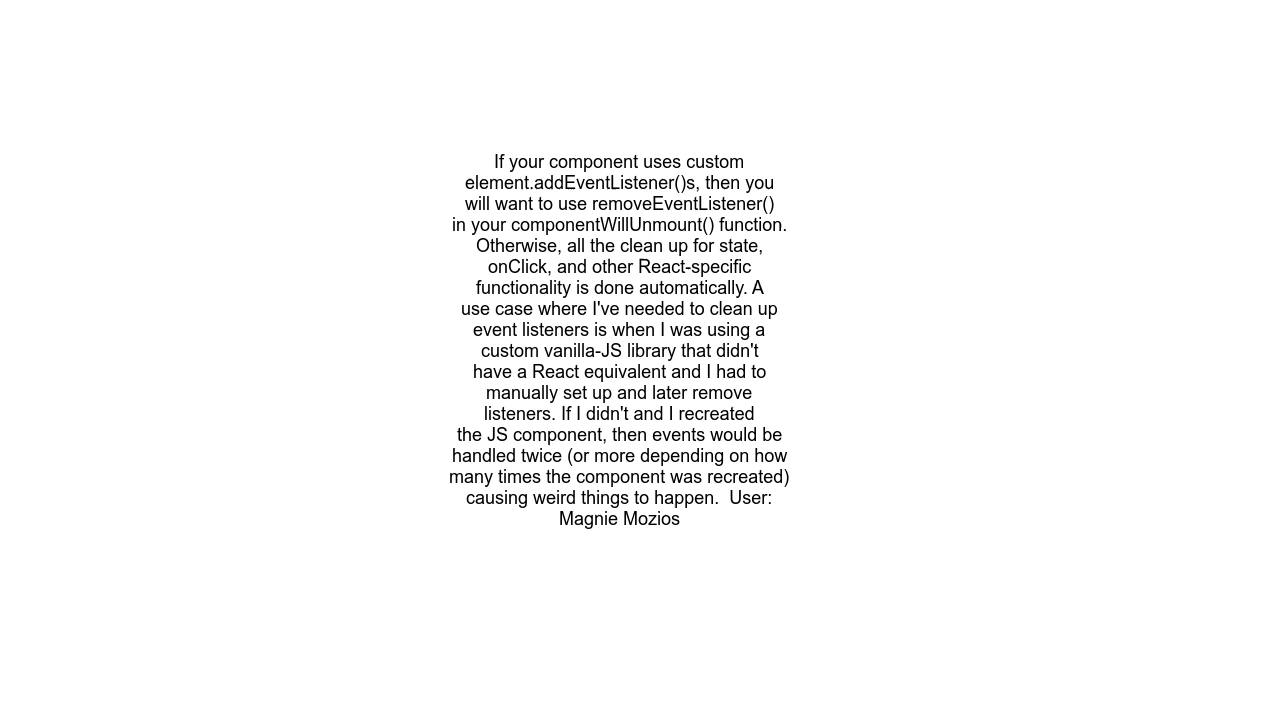 If your component uses custom
element.addEventListener()s, then you
will want to use removeEventListener()
in your componentWillUnmount() function.
Otherwise, all the clean up for state,
onClick, and other React-specific
functionality is done automatically. A
use case where I've needed to clean up
event listeners is when I was using a
custom vanilla-JS library that didn't
have a React equivalent and I had to
manually set up and later remove
listeners. If I didn't and I recreated
the JS component, then events would be
handled twice (or more depending on how
many times the component was recreated)
causing weird things to happen.  User:
Magnie Mozios